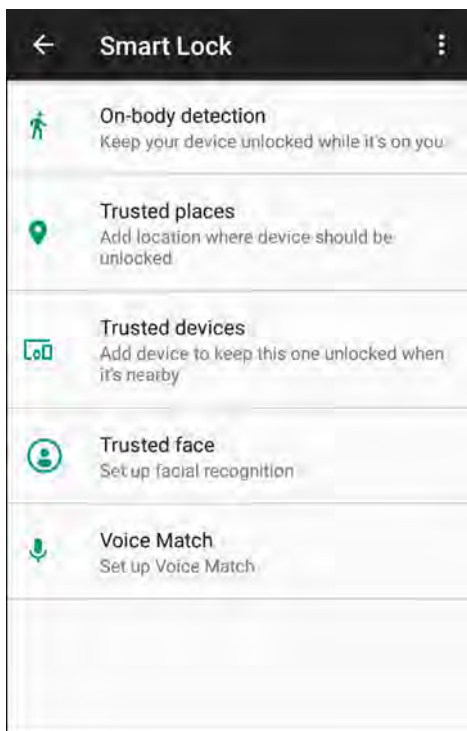 Smart Lock
On-body detection
Keep your device unlocked while it's on you
Trusted places
Add location where device should be
unlocked
Trusted devices
Add device to keep this one unlocked when
it's nearby
Trusted face
Set up facial recognition
Voice Match
Set up Voice Match